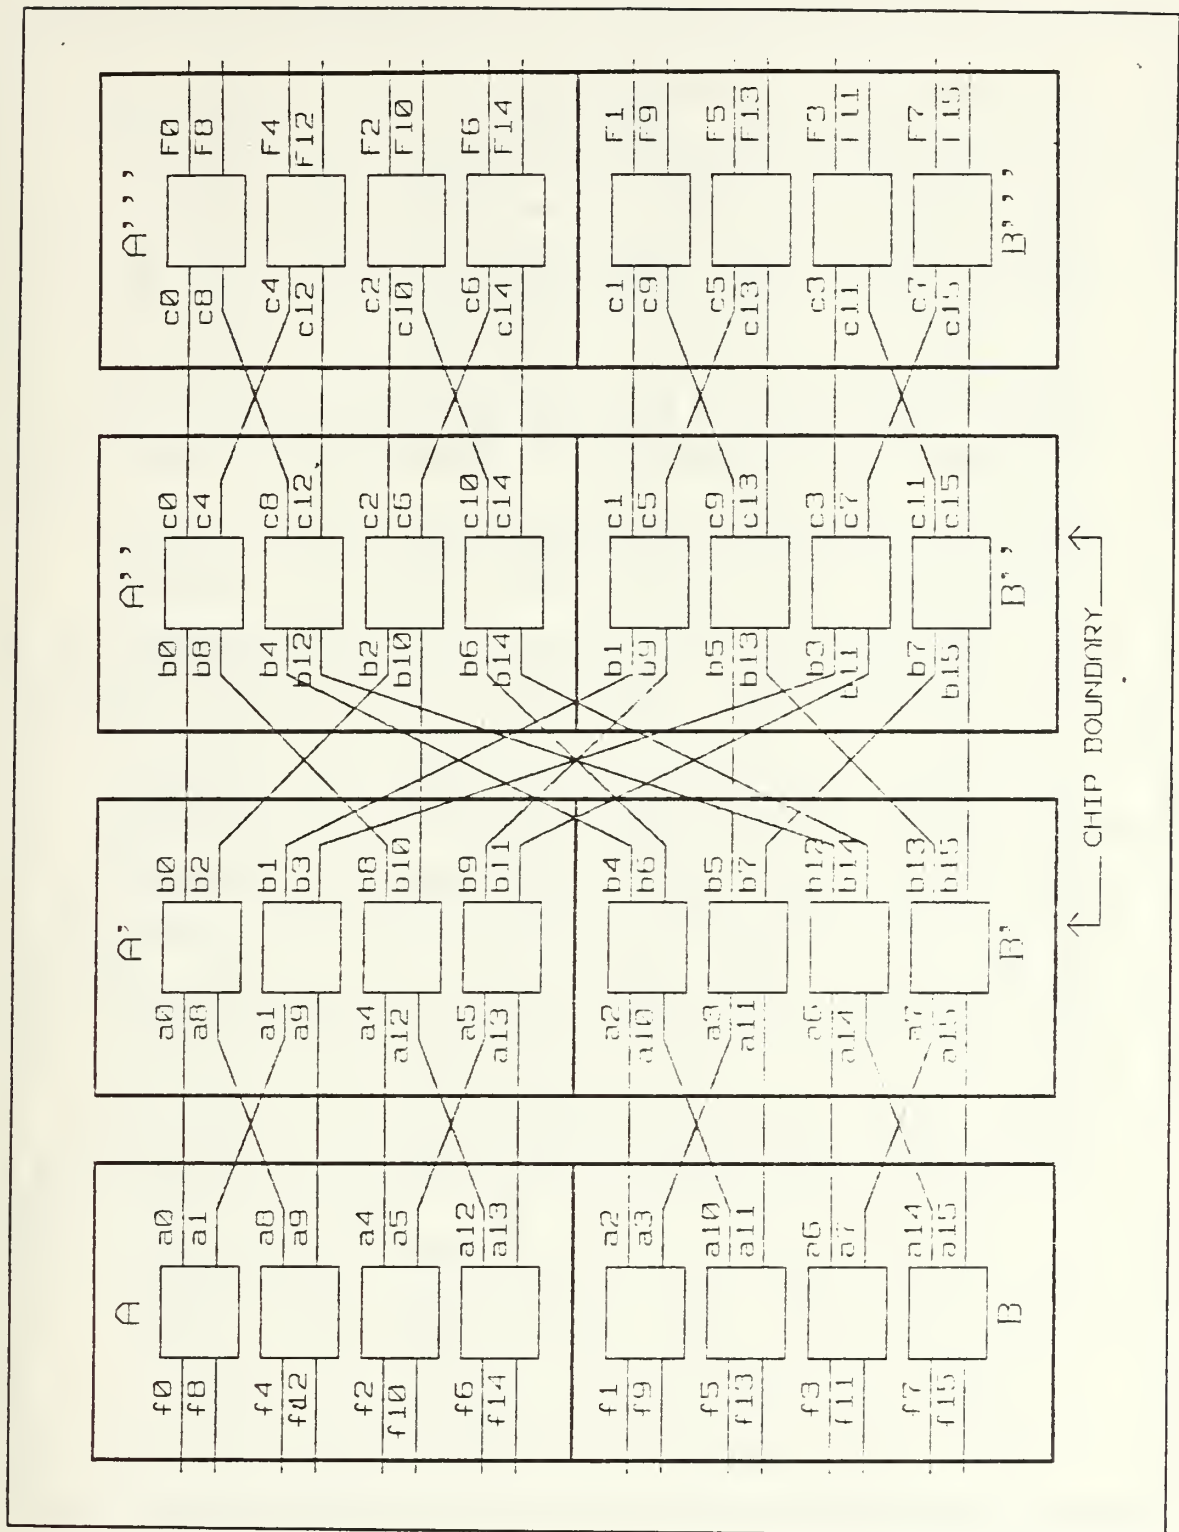 A A' A'' A'''
f0 a0 a0 b0 b0 c0 c0 F0
f8 a1 a8 b2 b8 c4 c8 F8
f4 a8 a1 b1 b4 c8 c4 F4
f12 a9 a9 b3 b12 c12 c12 F12
f2 a4 a4 b8 b2 c2 c2 F2
f10 a5 a12 b10 b10 c6 c10 F10
f6 a12 a5 b9 b6 c10 c6 F6
f14 a13 a13 b11 b14 c14 c14 F14
f1 a2 a2 b4 b1 c1 c1 F1
f9 a3 a10 b6 b9 c5 c9 F9
f5 a10 a3 b5 b5 c9 c5 F5
f13 a11 a11 b7 b13 c13 c13 F13
f3 a6 a6 b12 b3 c3 c3 F3
f11 a7 a14 b14 b11 c7 c11 F11
f7 a14 a7 b13 b7 c11 c7 F7
f15 a15 a15 b15 b15 c15 c15 F15
B B' B'' B'''
CHIP BOUNDORY